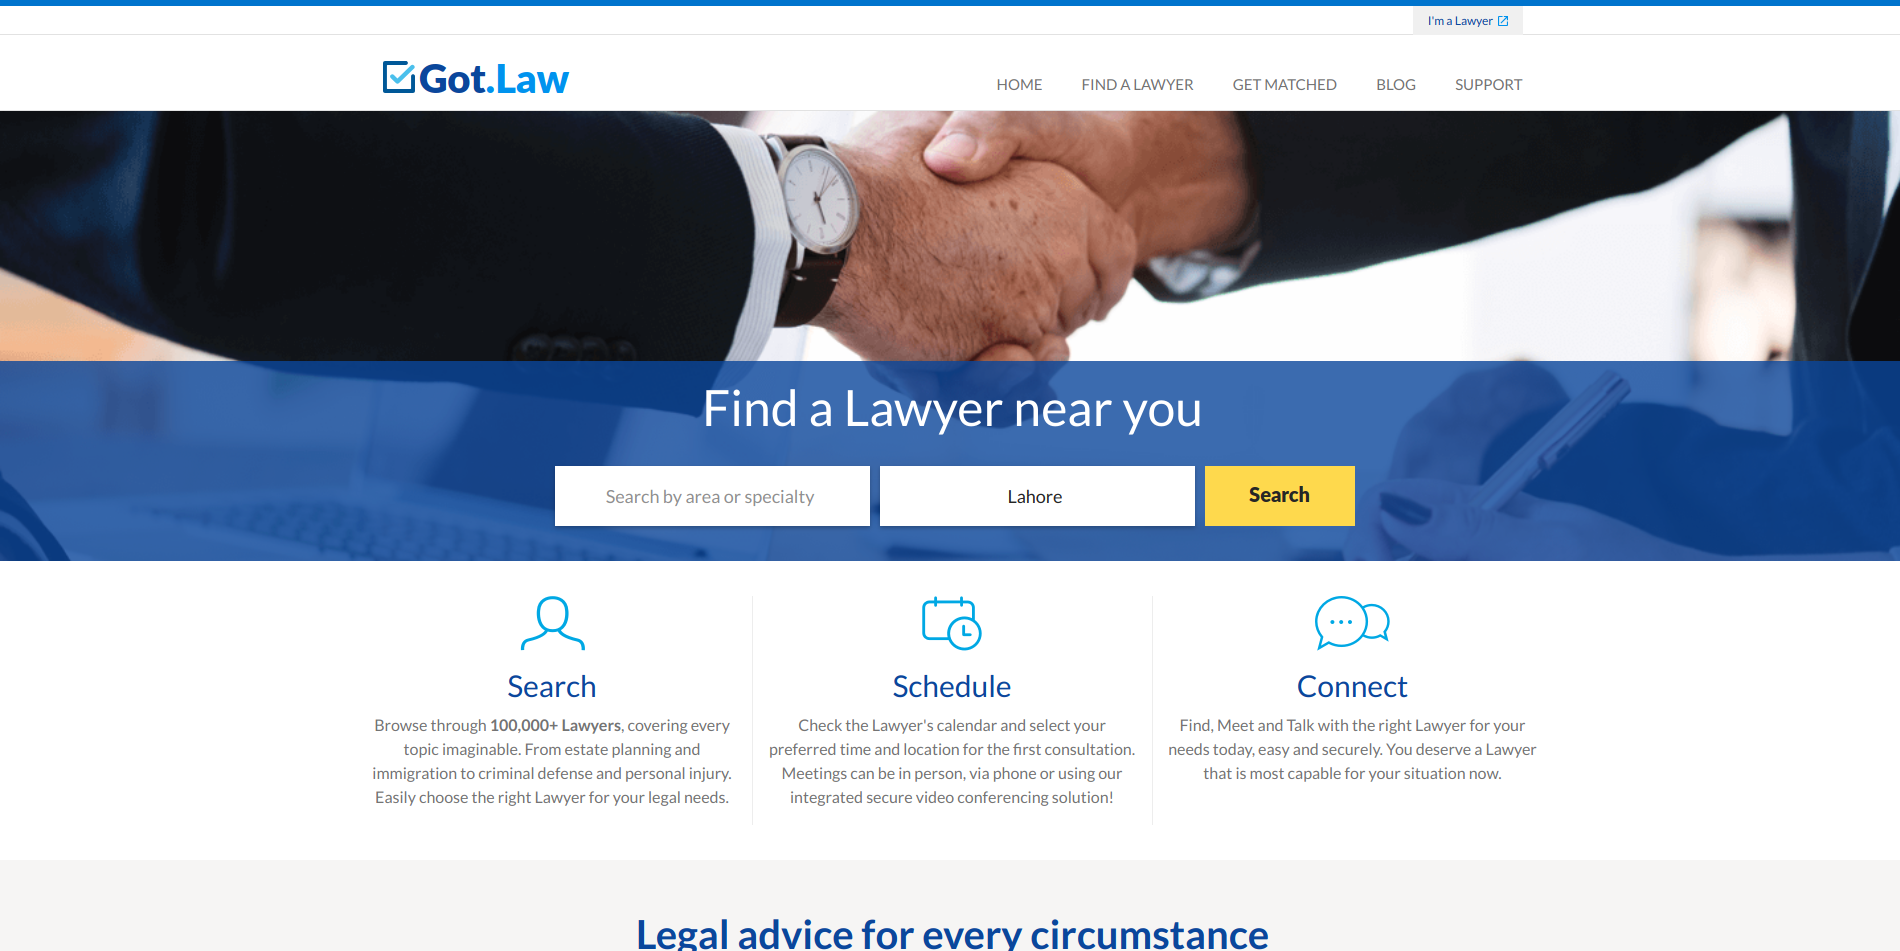 I'm a Lawyer
Got.Law
HOME FIND A LAWYER GET MATCHED BLOG SUPPORT
Find a Lawyer near you
Search by area or specialty
Lahore
Search
Search
Browse through 100,000+ Lawyers, covering every
topic imaginable. From estate planning and
immigration to criminal defense and personal injury.
Easily choose the right Lawyer for your legal needs.
Schedule
Check the Lawyer's calendar and select your
preferred time and location for the first consultation.
Meetings can be in person, via phone or using our
integrated secure video conferencing solution!
Connect
Find, Meet and Talk with the right Lawyer for your
needs today, easy and securely. You deserve a Lawyer
that is most capable for your situation now.
Legal advice for every circumstance